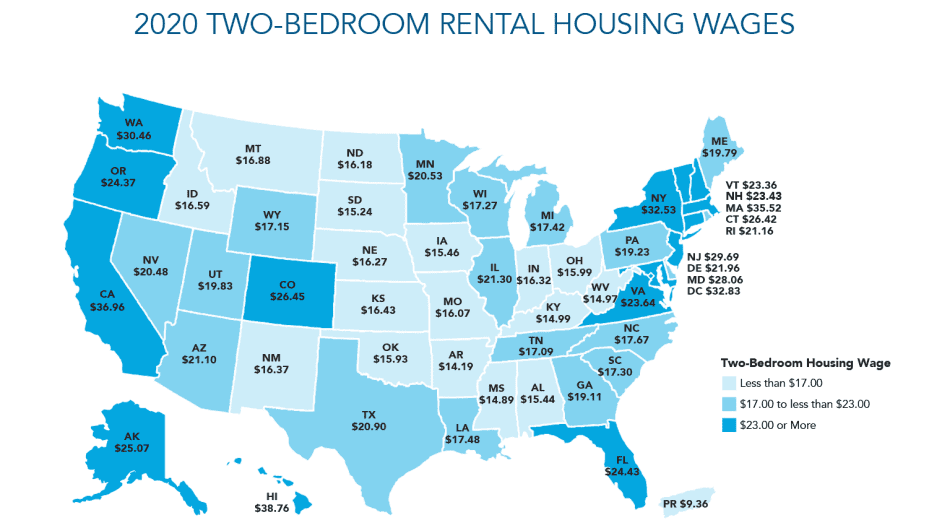 2020 TWO-BEDROOM RENTAL HOUSING WAGES
WA
$30.46
OR
$24.37
CA
$36.96
NV
$20.48
ID
$16.59
MT
$16.88
WY
$17.15
UT
$19.83
CO
$26.45
AZ
$21.10
NM
$16.37
ND
$16.18
SD
$15.24
NE
$16.27
KS
$16.43
OK
$15.93
TX
$20.90
MN
$20.53
IA
$15.46
MO
$16.07
AR
$14.19
LA
$17.48
WI
$17.27
IL
$21.30
MI
$17.42
IN
$16.32
OH
$15.99
KY
$14.99
TN
$17.09
MS
$14.89
AL
$15.44
GA
$19.11
FL
$24.43
SC
$17.30
NC
$17.67
VA
$23.64
WV
$14.97
PA
$19.23
NY
$32.53
ME
$19.79
VT $23.36
NH $23.43
MA $35.52
CT $26.42
RI $21.16
NJ $29.69
DE $21.96
MD $28.06
DC $32.83
AK
$25.07
HI
$38.76
PR $9.36
Two-Bedroom Housing Wage
Less than $17.00
$17.00 to less than $23.00
$23.00 or More